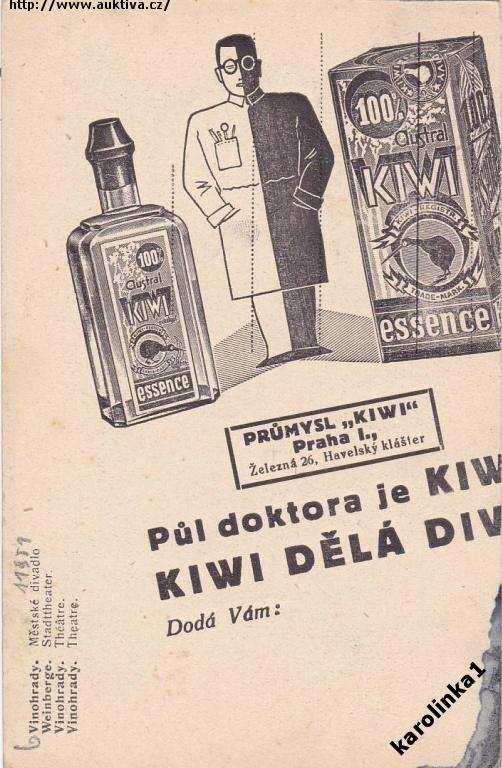 http://www.auktiva.cz/
100%
Austral
KIWI
essence
100%
Austral
KIWI
TRADE-MARK
essence
PRŮMYSL „KIWI“
Praha I.,
Železná 26, Havelský klášter
Půl doktora je KIW
KIWI DĚLÁ DIV
Dodá Vám:
Vinohrady. Městské divadlo
Weinberge. Stadttheater.
Vinohrady. Théâtre.
Vinohrady. Theatre.
karolinka1